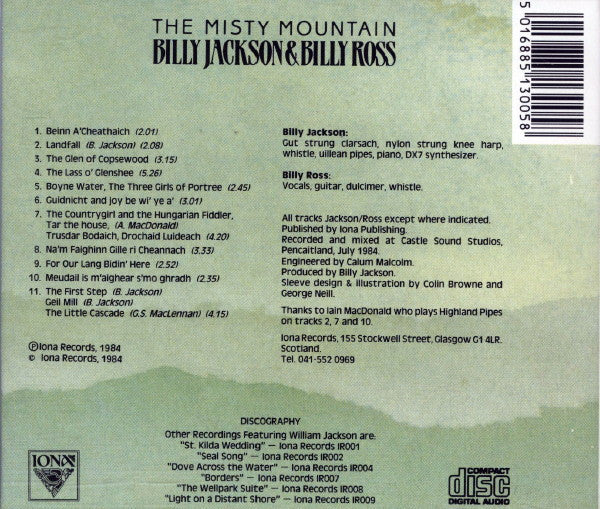 THE MISTY MOUNTAIN
BILLY JACKSON & BILLY ROSS
5 016885 130058
1. Beinn A'Cheathaich (2.01)
2. Landfall (B. Jackson) (2.08)
3. The Glen of Copsewood (3.15)
4. The Lass o' Glenshee (5.26)
5. Boyne Water, The Three Girls of Portree (2.45)
6. Guidnicht and joy be wi' ye a' (3.01)
7. The Countrygirl and the Hungarian Fiddler,
Tar the house, (A. MacDonald)
Trusdar Bodaich, Drochaid Luideach (4.20)
8. Na'm Faighinn Gille ri Cheannach (3.33)
9. For Our Lang Bidin' Here (2.52)
10. Meudail is m'aighear s'mo ghradh (2.35)
11. The First Step (B. Jackson)
Geil Mill (B. Jackson)
The Little Cascade (G.S. MacLennan) (4.15)
Ⓟ Iona Records, 1984
© Iona Records, 1984
Billy Jackson:
Gut strung clarsach, nylon strung knee harp,
whistle, uillean pipes, piano, DX7 synthesizer.
Billy Ross:
Vocals, guitar, dulcimer, whistle.
All tracks Jackson/Ross except where indicated.
Published by Iona Publishing.
Recorded and mixed at Castle Sound Studios,
Pencaitland, July 1984.
Engineered by Calum Malcolm.
Produced by Billy Jackson.
Sleeve design & illustration by Colin Browne and
George Neill.
Thanks to Iain MacDonald who plays Highland Pipes
on tracks 2, 7 and 10.
Iona Records, 155 Stockwell Street, Glasgow G1 4LR.
Scotland.
Tel. 041-552 0969
DISCOGRAPHY
Other Recordings Featuring William Jackson are:
"St. Kilda Wedding" — Iona Records IR001
"Seal Song" — Iona Records IR002
"Dove Across the Water" — Iona Records IR004
"Borders" — Iona Records IR007
"The Wellpark Suite" — Iona Records IR008
"Light on a Distant Shore" — Iona Records IR009
IONA
COMPACT
disc
DIGITAL AUDIO